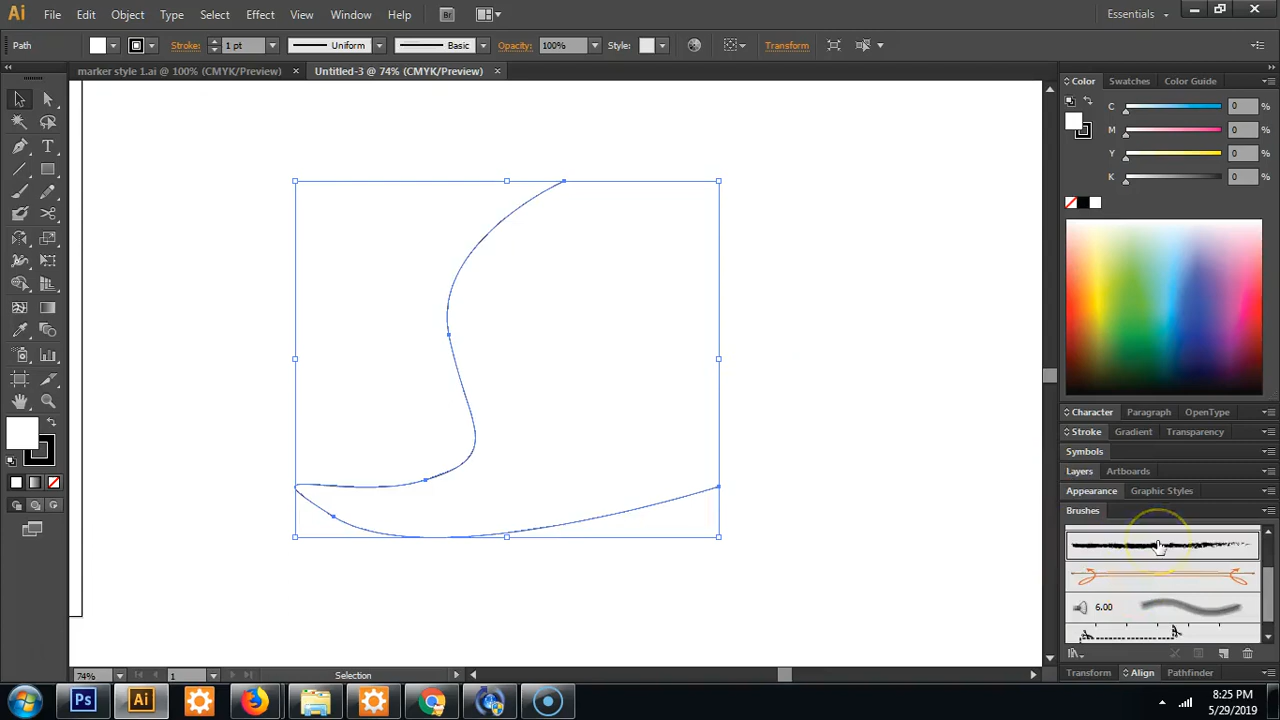 Ai File Edit Object Type Select Effect View Window Help Br Essentials
Path Stroke: 1 pt Uniform Basic Opacity: 100% Style: Transform
marker style 1.ai @ 100% (CMYK/Preview) Untitled-3 @ 74% (CMYK/Preview)
Color Swatches Color Guide
C 0 %
M 0 %
Y 0 %
K 0 %
Character Paragraph OpenType
Stroke Gradient Transparency
Symbols
Layers Artboards
Appearance Graphic Styles
Brushes
6.00
74% 1 Selection
Transform Align Pathfinder
Ps Ai 8:25 PM
5/29/2019